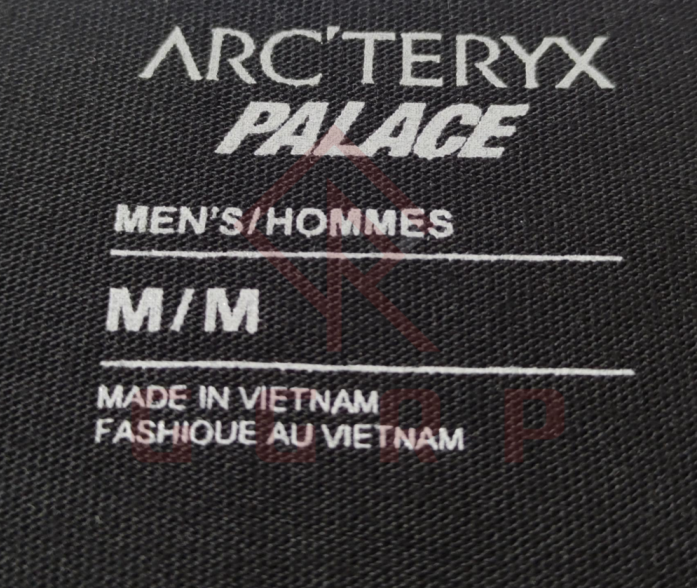 ARC'TERYX
PALACE
MEN'S/HOMMES
M/M
MADE IN VIETNAM
FASHIOUE AU VIETNAM